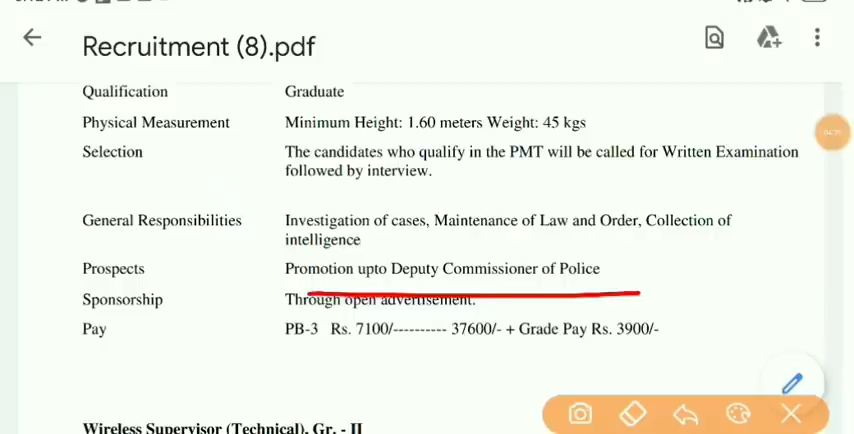 Recruitment (8).pdf
Qualification Graduate
Physical Measurement Minimum Height: 1.60 meters Weight: 45 kgs
Selection The candidates who qualify in the PMT will be called for Written Examination
followed by interview.
General Responsibilities Investigation of cases, Maintenance of Law and Order, Collection of
intelligence
Prospects Promotion upto Deputy Commissioner of Police
Sponsorship Through open advertisement.
Pay PB-3 Rs. 7100/---------- 37600/- + Grade Pay Rs. 3900/-
Wireless Supervisor (Technical), Gr. - II